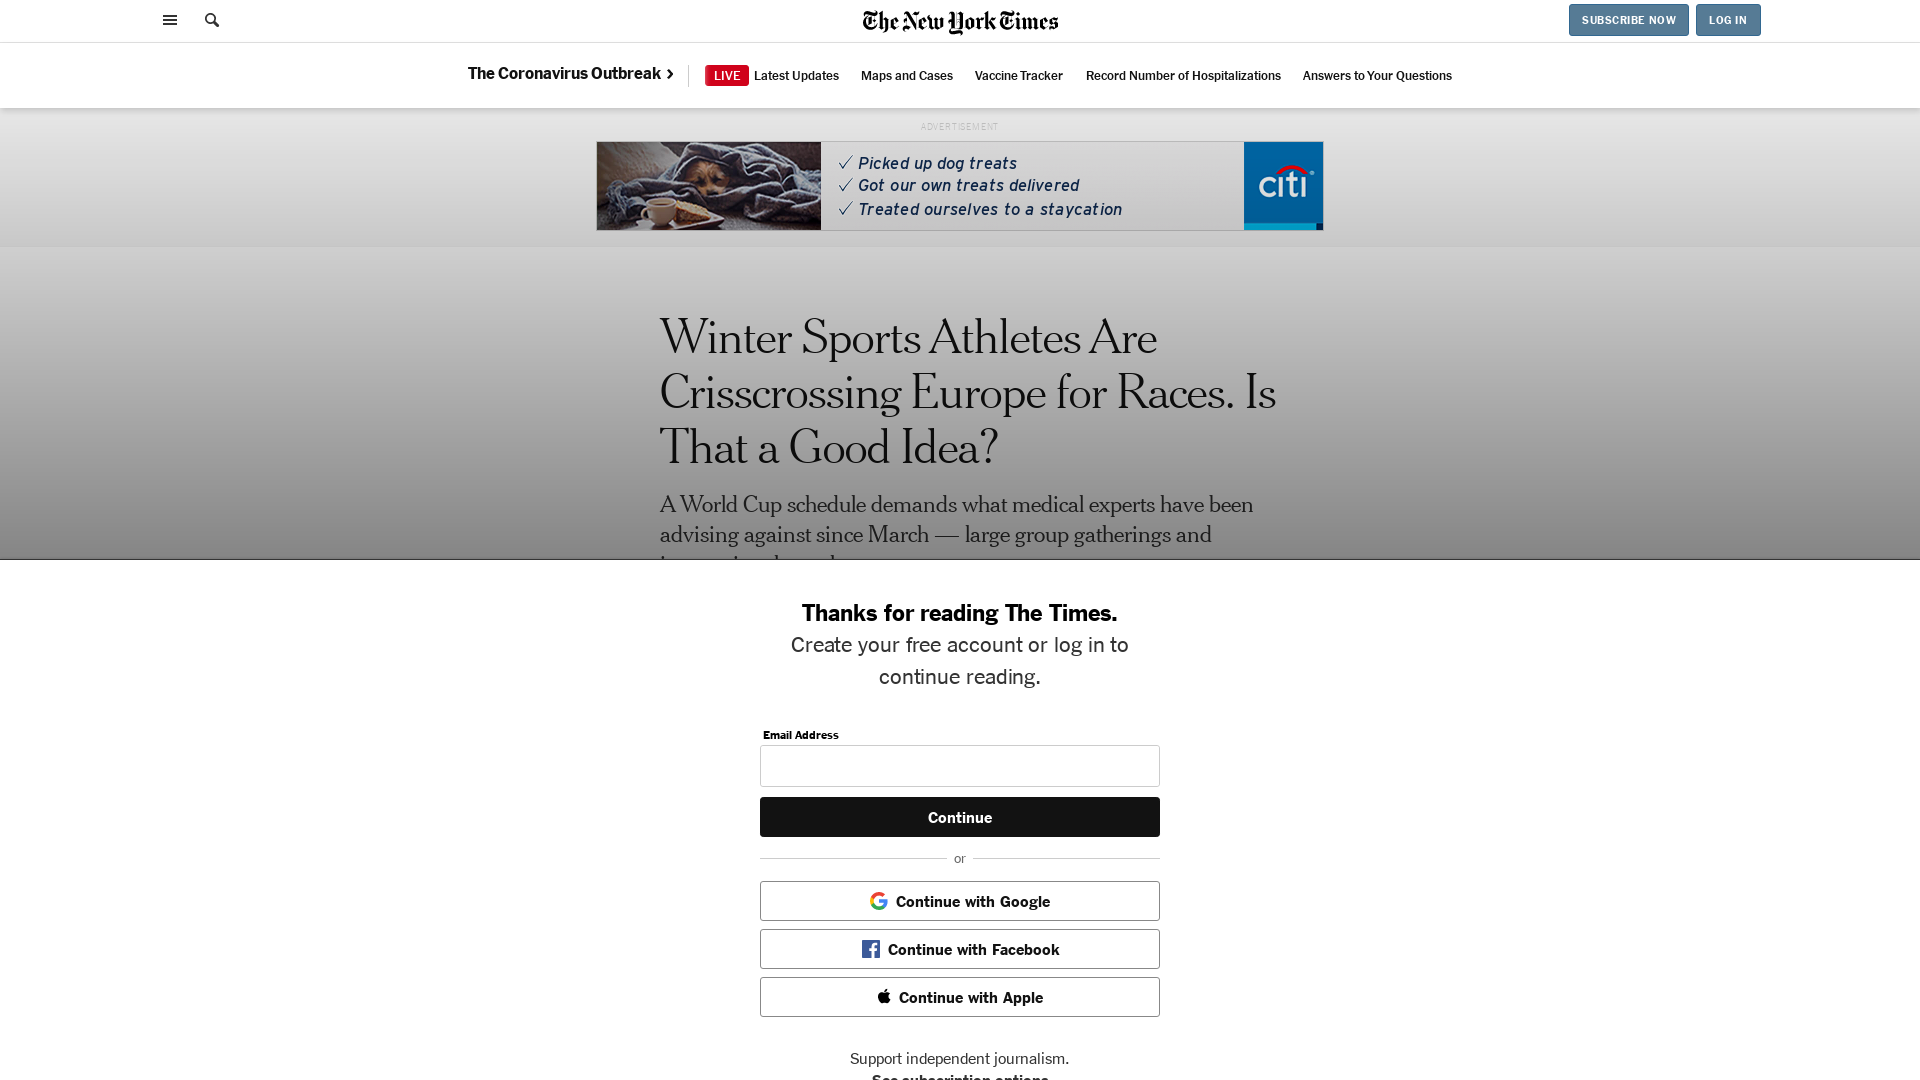 The New York Times
SUBSCRIBE NOW
LOG IN
The Coronavirus Outbreak
LIVE Latest Updates
Maps and Cases
Vaccine Tracker
Record Number of Hospitalizations
Answers to Your Questions
ADVERTISEMENT
✓ Picked up dog treats
✓ Got our own treats delivered
✓ Treated ourselves to a staycation
citi
Winter Sports Athletes Are
Crisscrossing Europe for Races. Is
That a Good Idea?
A World Cup schedule demands what medical experts have been
advising against since March — large group gatherings and
Thanks for reading The Times.
Create your free account or log in to
continue reading.
Email Address
Continue
or
Continue with Google
Continue with Facebook
Continue with Apple
Support independent journalism.
See subscription options